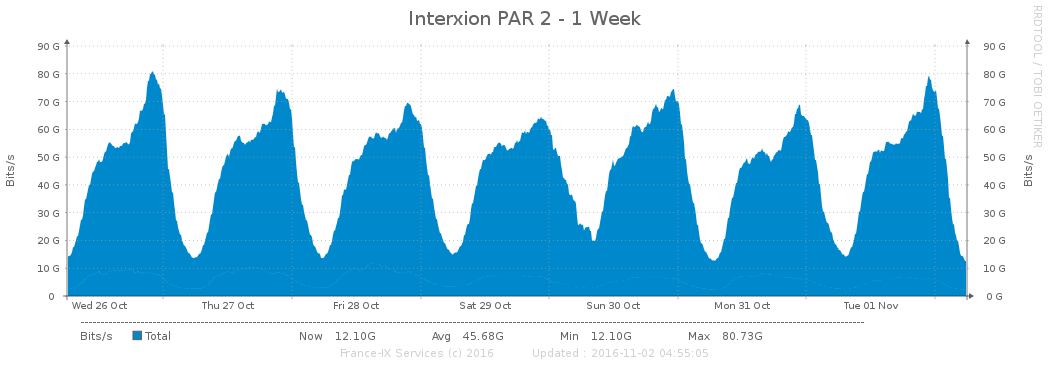 Interxion PAR 2 - 1 Week
RRDTOOL / TOBI OETIKER
90 G 90 G
80 G 80 G
70 G 70 G
60 G 60 G
50 G 50 G
40 G 40 G
30 G 30 G
20 G 20 G
10 G 10 G
0 0 G
Bits/s
Bits/s
Wed 26 Oct Thu 27 Oct Fri 28 Oct Sat 29 Oct Sun 30 Oct Mon 31 Oct Tue 01 Nov
Bits/s Total Now 12.10G Avg 45.68G Min 12.10G Max 80.73G
France-IX Services (c) 2016 Updated : 2016-11-02 04:55:05